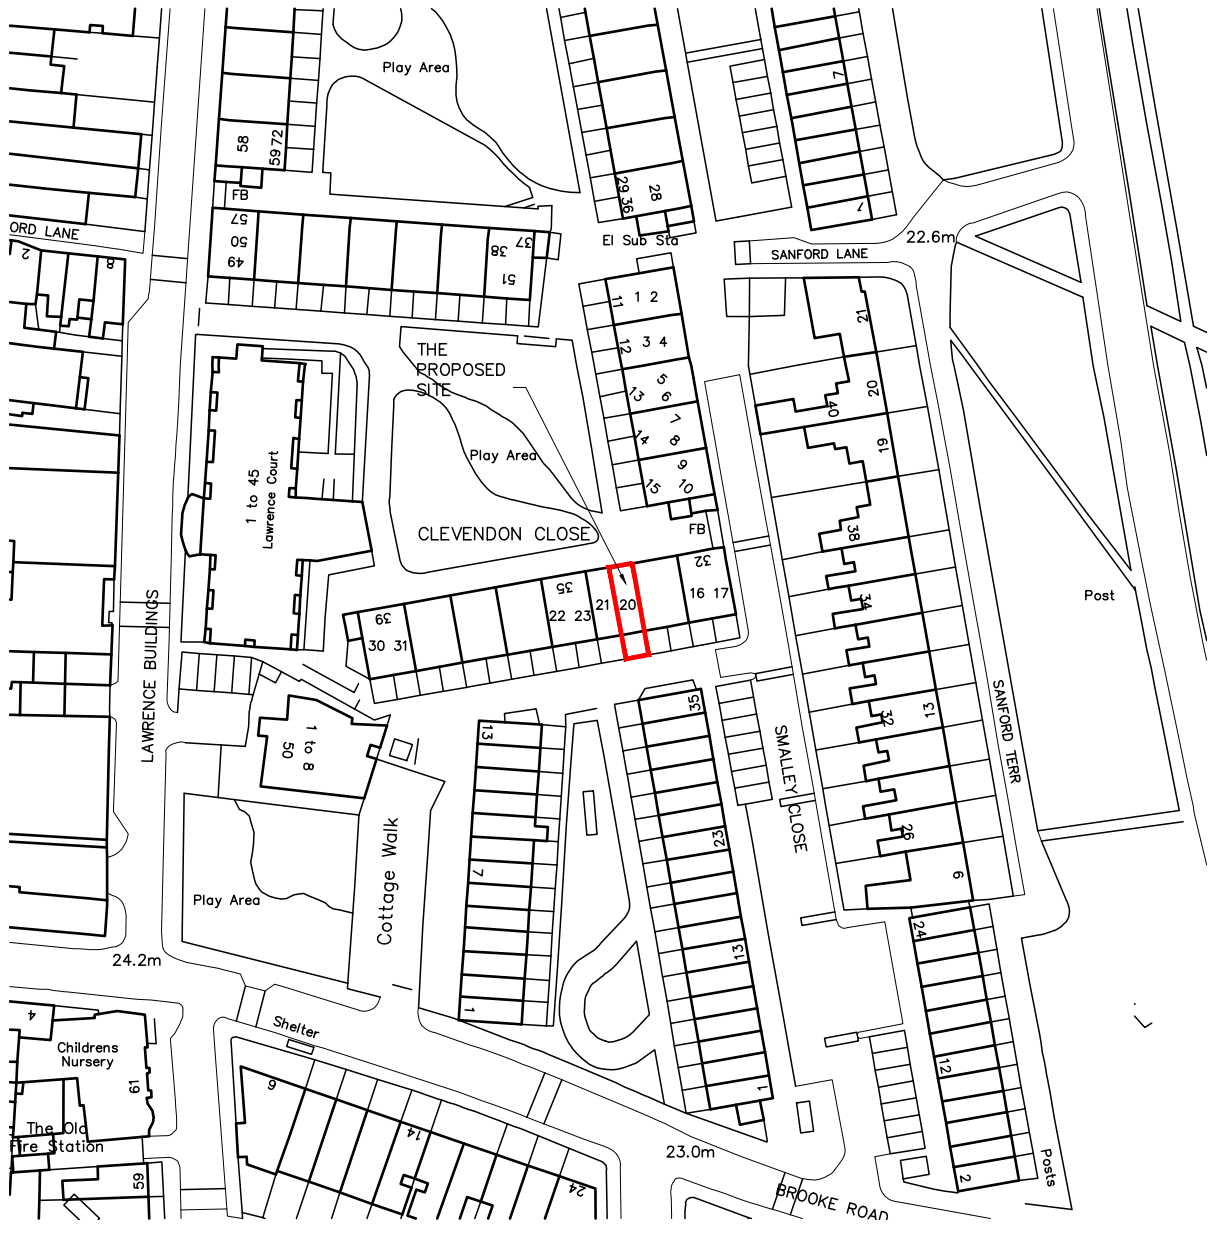 Play Area
7
58
59 72
FB
29 36
28
1
ORD LANE
57
50
49
37
38
51
El Sub Sta
22.6m
SANFORD LANE
2
8
11
1 2
12
3 4
5
13
6
7
14
8
9
15
10
FB
21
20
40
19
38
34
32
13
26
6
THE
PROPOSED
SITE
Play Area
CLEVENDON CLOSE
1 to 45
Lawrence Court
LAWRENCE BUILDINGS
39
30 31
35
22 23
21
20
32
16 17
Post
SANFORD TERR
SMALLEY CLOSE
35
23
13
1
13
7
1
1 to 8
50
Cottage Walk
Play Area
24.2m
24
12
2
Posts
Shelter
4
Childrens
Nursery
61
The Old
Fire Station
59
6
14
24
23.0m
BROOKE ROAD